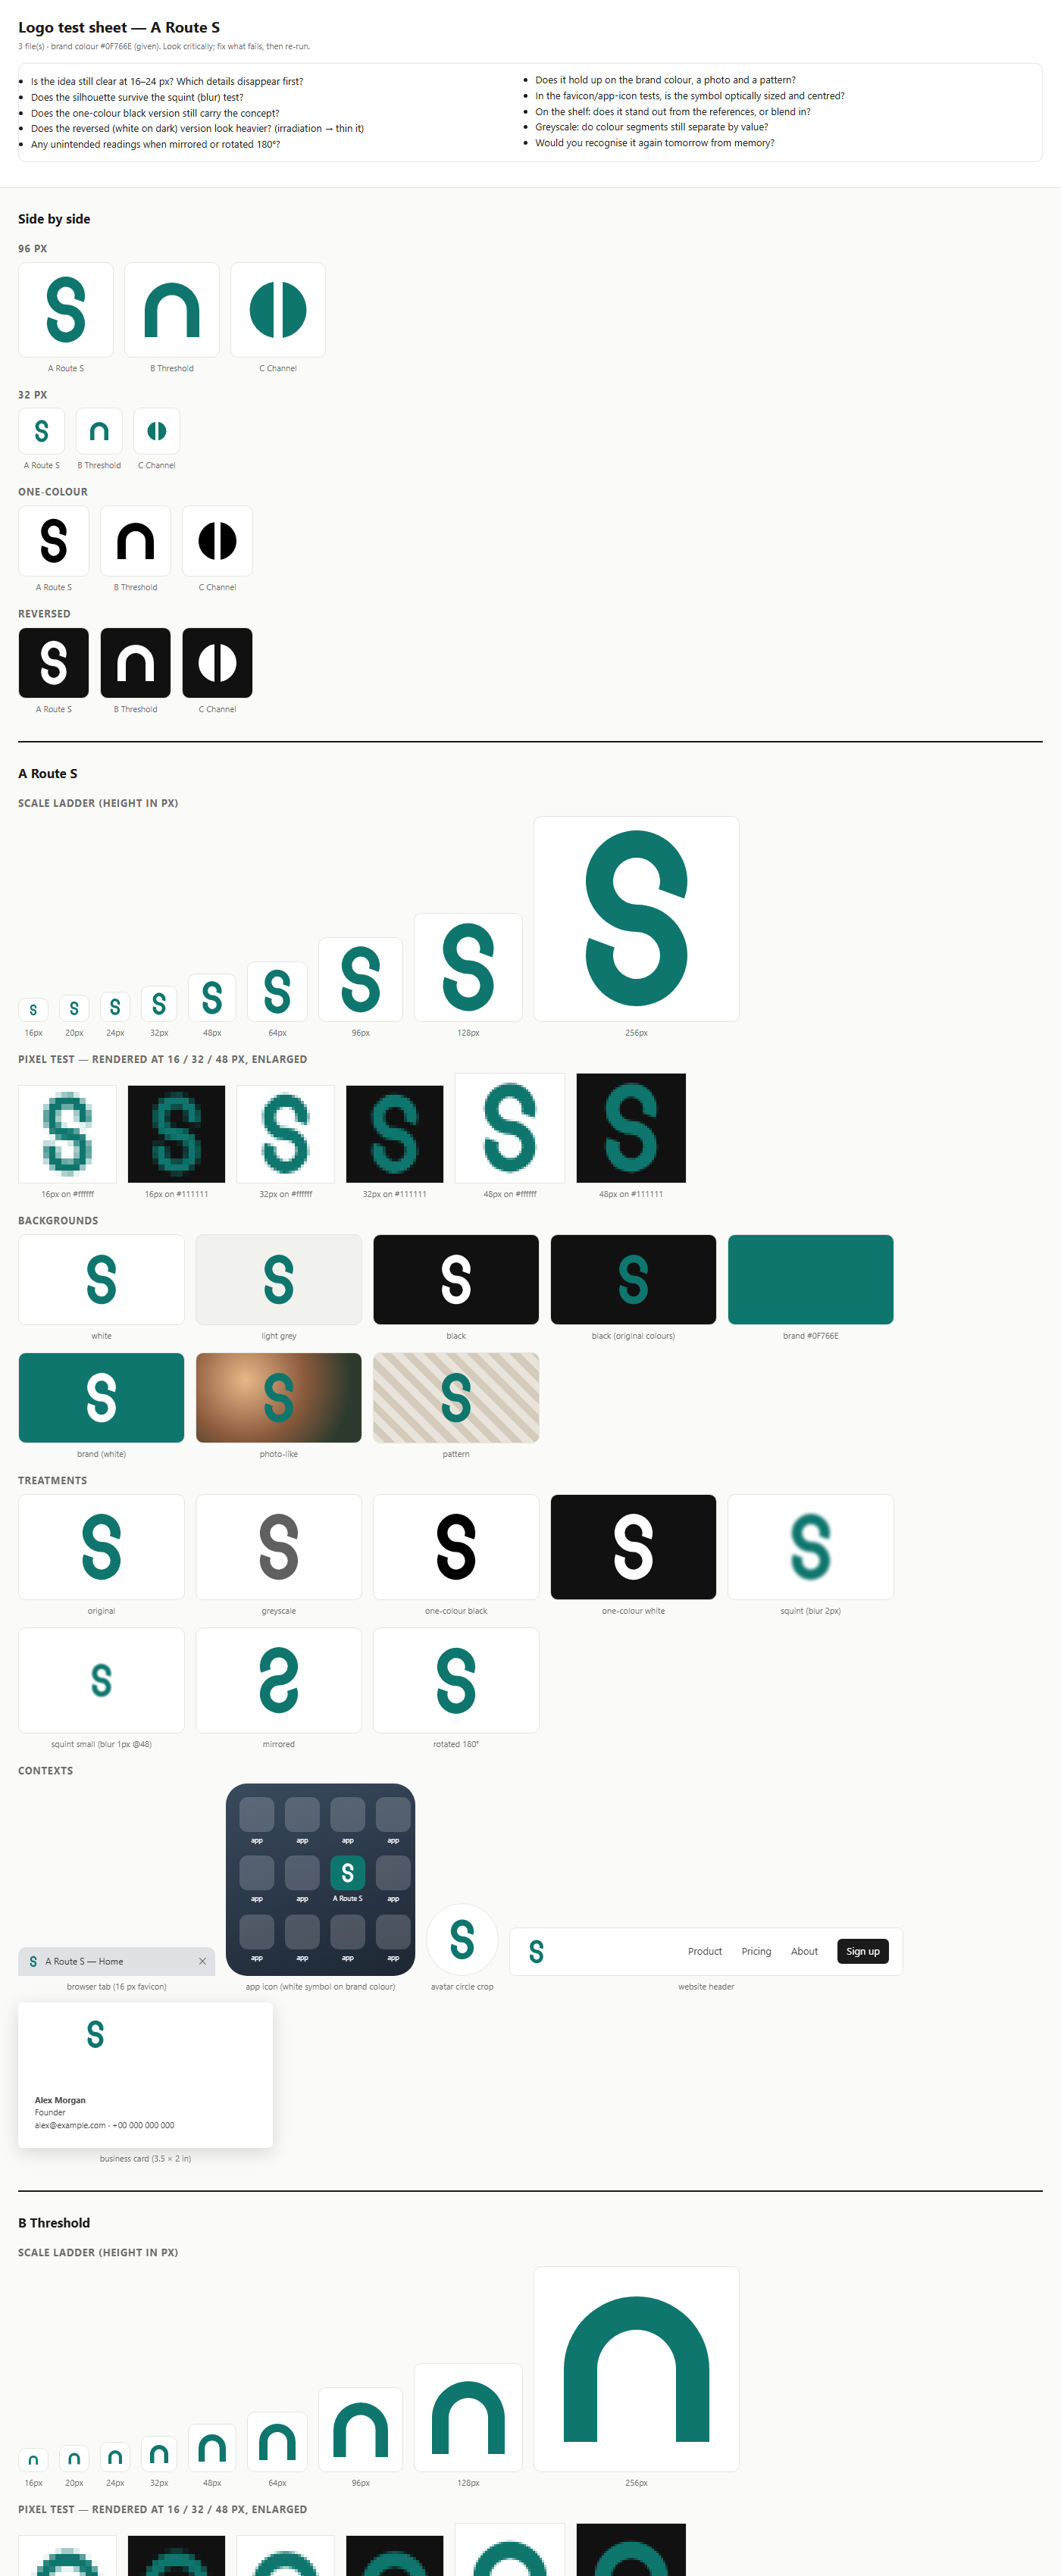 Logo test sheet — A Route S
3 file(s) · brand colour #0F766E (given). Look critically; fix what fails, then re-run.
Is the idea still clear at 16–24 px? Which details disappear first?
Does the silhouette survive the squint (blur) test?
Does the one-colour black version still carry the concept?
Does the reversed (white on dark) version look heavier? (irradiation → thin it)
Any unintended readings when mirrored or rotated 180°?
Does it hold up on the brand colour, a photo and a pattern?
In the favicon/app-icon tests, is the symbol optically sized and centred?
On the shelf: does it stand out from the references, or blend in?
Greyscale: do colour segments still separate by value?
Would you recognise it again tomorrow from memory?
Side by side
96 PX
A Route S B Threshold C Channel
32 PX
A Route S B Threshold C Channel
ONE-COLOUR
A Route S B Threshold C Channel
REVERSED
A Route S B Threshold C Channel
A Route S
SCALE LADDER (HEIGHT IN PX)
16px 20px 24px 32px 48px 64px 96px 128px 256px
PIXEL TEST — RENDERED AT 16 / 32 / 48 PX, ENLARGED
16px on #ffffff 16px on #111111 32px on #ffffff 32px on #111111 48px on #ffffff 48px on #111111
BACKGROUNDS
white light grey black black (original colours) brand #0F766E
brand (white) photo-like pattern
TREATMENTS
original greyscale one-colour black one-colour white squint (blur 2px)
squint small (blur 1px @48) mirrored rotated 180°
CONTEXTS
app app app app
app app A Route S app
app app app app
A Route S — Home ×
Product Pricing About Sign up
browser tab (16 px favicon) app icon (white symbol on brand colour) avatar circle crop website header
Alex Morgan
Founder
alex@example.com · +00 000 000 000
business card (3.5 × 2 in)
B Threshold
SCALE LADDER (HEIGHT IN PX)
16px 20px 24px 32px 48px 64px 96px 128px 256px
PIXEL TEST — RENDERED AT 16 / 32 / 48 PX, ENLARGED